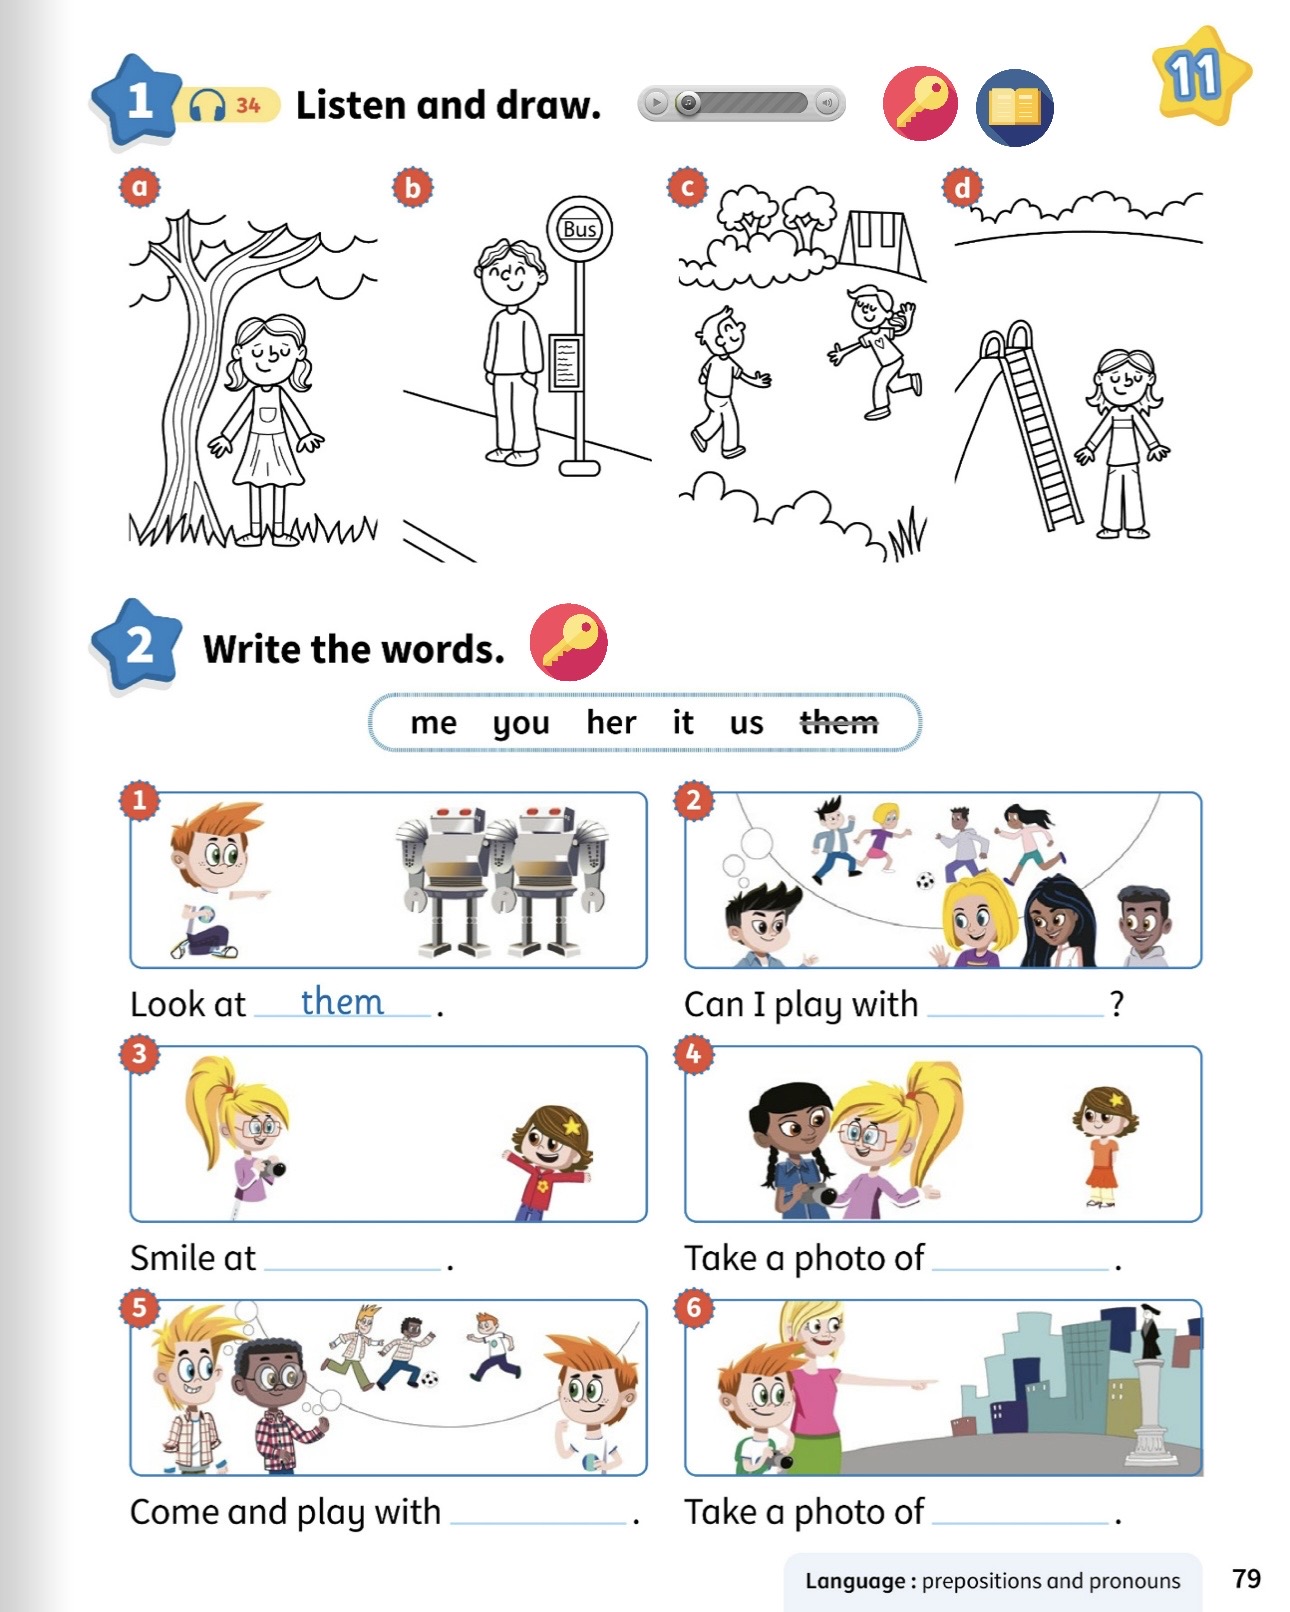 11
1 34 Listen and draw.
a b c d
Bus
2 Write the words.
me you her it us them
1 2
Look at them .
Can I play with ?
3 4
Smile at .
Take a photo of .
5 6
Come and play with .
Take a photo of .
Language : prepositions and pronouns 79